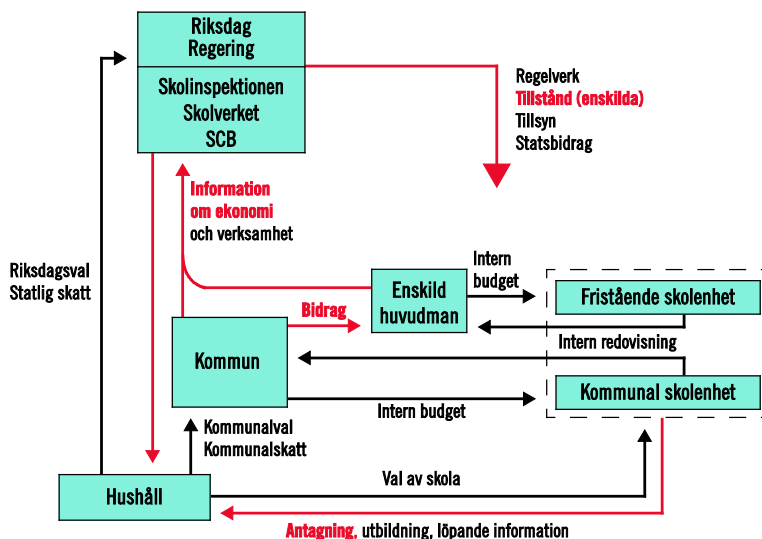 Riksdag
Regering
Skolinspektionen
Skolverket
SCB
Regelverk
Tillstånd (enskilda)
Tillsyn
Statsbidrag
Information
om ekonomi
och verksamhet
Riksdagsval
Statlig skatt
Intern
budget
Enskild
huvudman
Fristående skolenhet
Bidrag
Intern redovisning
Kommun
Kommunal skolenhet
Intern budget
Kommunalval
Kommunalskatt
Val av skola
Hushåll
Antagning, utbildning, löpande information